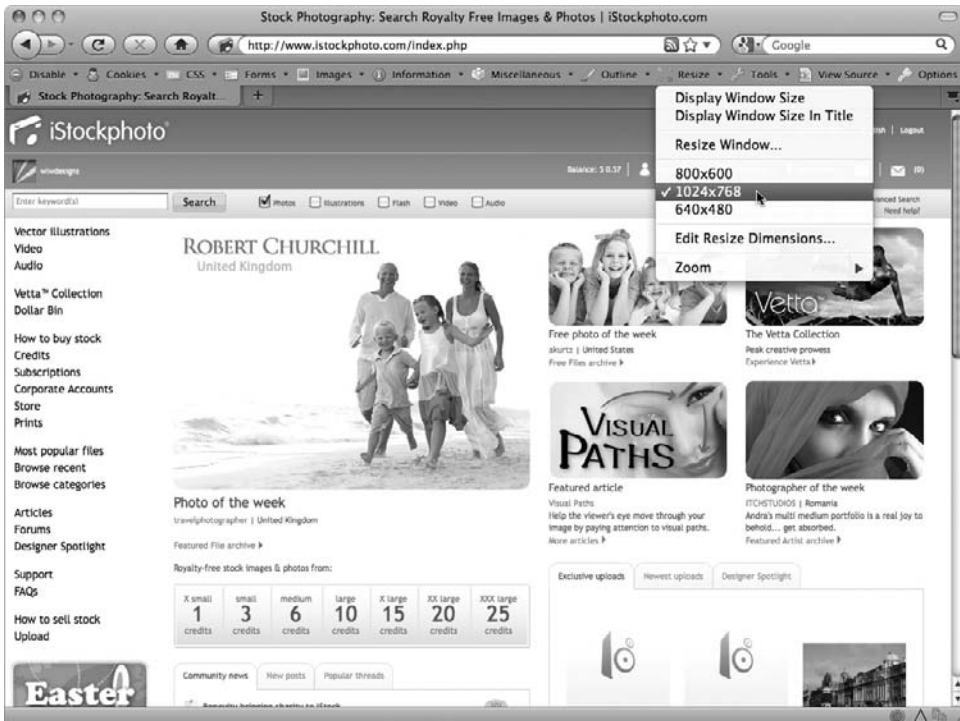 Stock Photography: Search Royalty Free Images & Photos | iStockphoto.com
http://www.istockphoto.com/index.php
Google
Disable Cookies CSS Forms Images Information Miscellaneous Outline Resize Tools View Source Options
Stock Photography: Search Royalt...
+
Display Window Size
Display Window Size In Title
Resize Window...
800x600
✓ 1024x768
640x480
Edit Resize Dimensions...
Zoom
iStockphoto
| Logout
Balance: $ 0.57 |
(0)
Enter keyword(s)
Search
Photos
Illustrations
Flash
Video
Audio
Search
Need help?
Vector Illustrations
Video
Audio
Vetta™ Collection
Dollar Bin
How to buy stock
Credits
Subscriptions
Corporate Accounts
Store
Prints
Most popular files
Browse recent
Browse categories
Articles
Forums
Designer Spotlight
Support
FAQs
How to sell stock
Upload
Easter
ROBERT CHURCHILL
United Kingdom
Photo of the week
travelphotographer | United Kingdom
Featured File archive
Royalty-free stock images & photos from:
X small small medium large X large XX large XXX large
1 3 6 10 15 20 25
credits credits credits credits credits credits credits
Community news
New posts
Popular threads
bringing charity to iStock
Free photo of the week
akurtz | United States
Free Files archive
Vetta
The Vetta Collection
Peak creative prowess
Experience Vetta
VISUAL
PATHS
Featured article
Visual Paths
Help the viewer's eye move through your
image by paying attention to visual paths.
More articles
Photographer of the week
ITCHSTUDIOS | Romania
Andra's multi medium portfolio is a real joy to
behold... get absorbed.
Featured Artist archive
Exclusive uploads
Newest uploads
Designer Spotlight